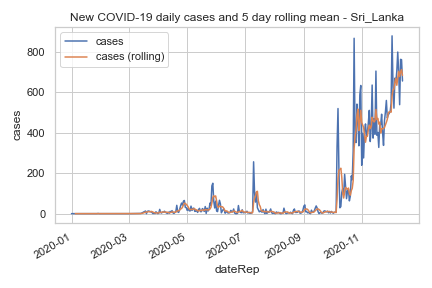 New COVID-19 daily cases and 5 day rolling mean - Sri_Lanka
cases
cases (rolling)
800
600
400
200
0
cases
2020-01
2020-03
2020-05
2020-07
2020-09
2020-11
dateRep